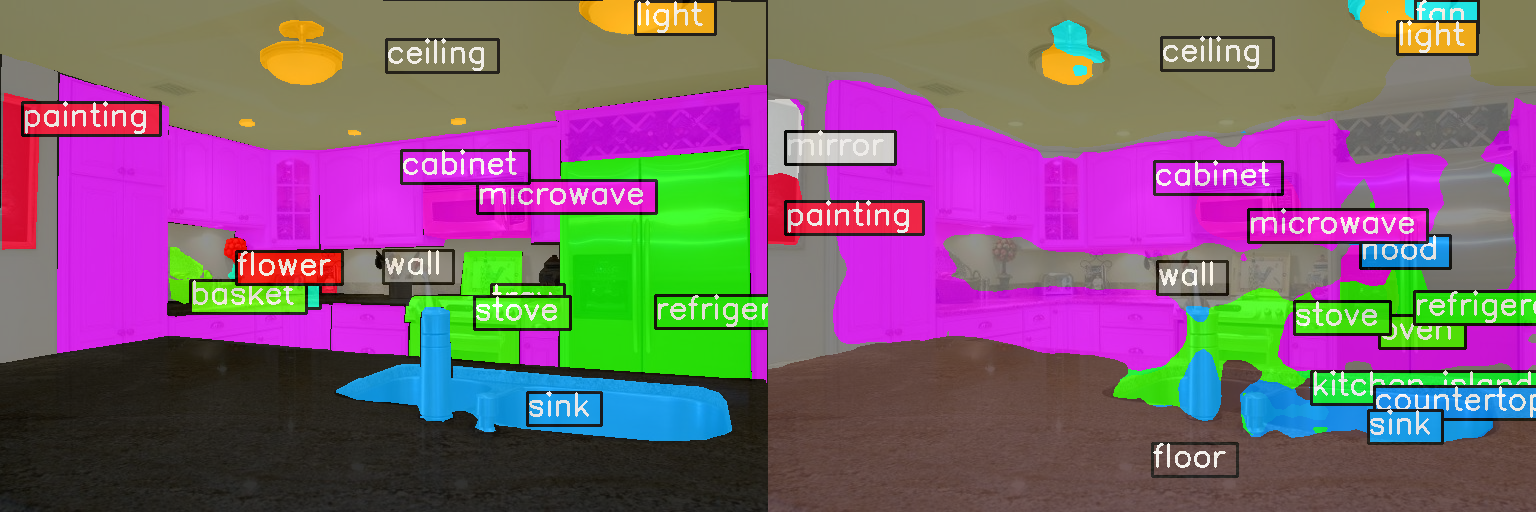 light
ceiling
painting
cabinet
microwave
flower
wall
basket
stove
refriger
sink
fan
light
ceiling
mirror
cabinet
painting
microwave
hood
wall
stove
refrigera
oven
kitchen island
countertop
sink
floor